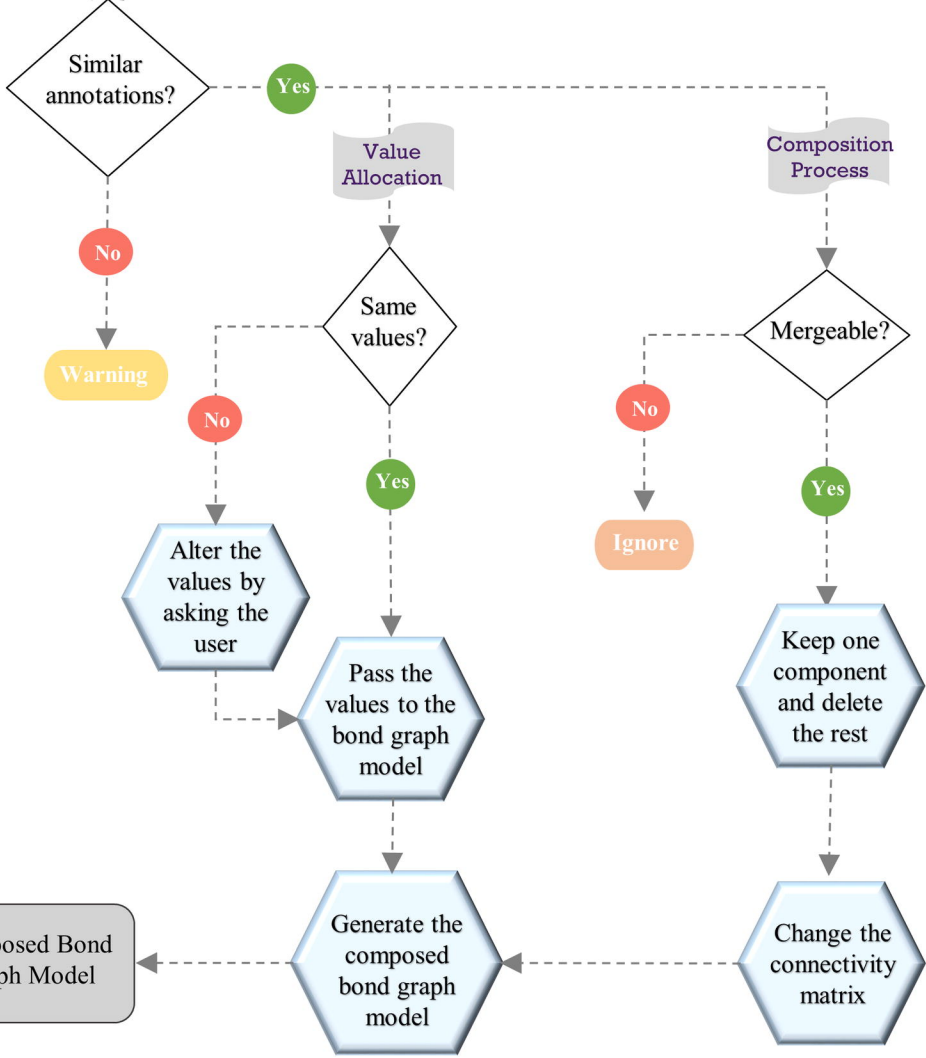 Similar
annotations?
Yes
Value
Allocation
Composition
Process
No
Warning
Same
values?
Mergeable?
No
No
Yes
Yes
Ignore
Alter the
values by
asking the
user
Pass the
values to the
bond graph
model
Keep one
component
and delete
the rest
Generate the
composed
bond graph
model
Change the
connectivity
matrix
Bond
Model